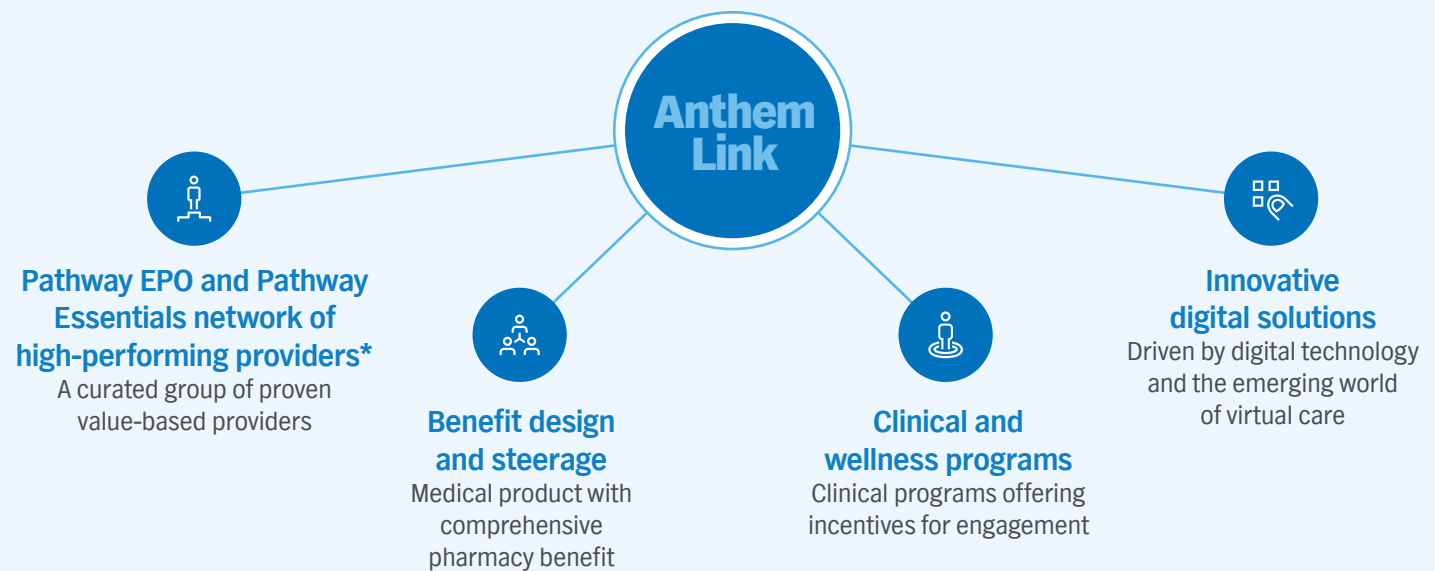 Anthem
Link
Pathway EPO and Pathway
Essentials network of
high-performing providers*
A curated group of proven
value-based providers
Benefit design
and steerage
Medical product with
comprehensive
pharmacy benefit
Clinical and
wellness programs
Clinical programs offering
incentives for engagement
Innovative
digital solutions
Driven by digital technology
and the emerging world
of virtual care